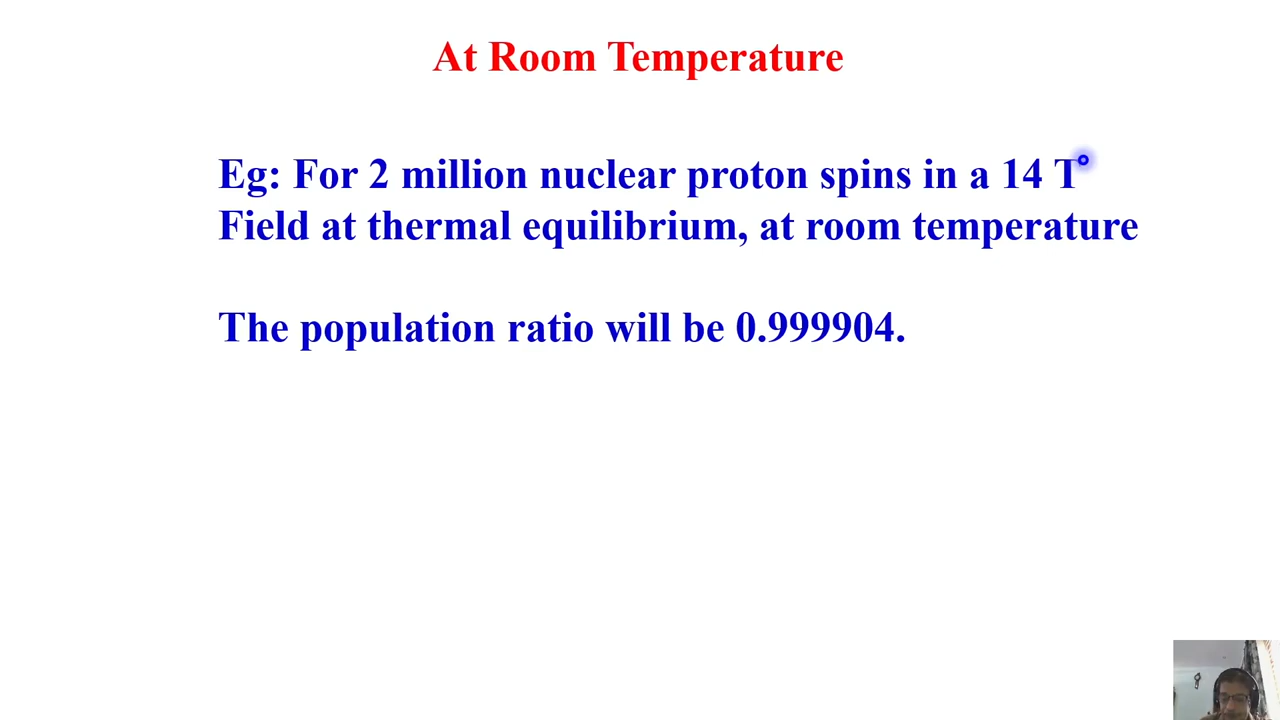 At Room Temperature
Eg: For 2 million nuclear proton spins in a 14 T
Field at thermal equilibrium, at room temperature
The population ratio will be 0.999904.